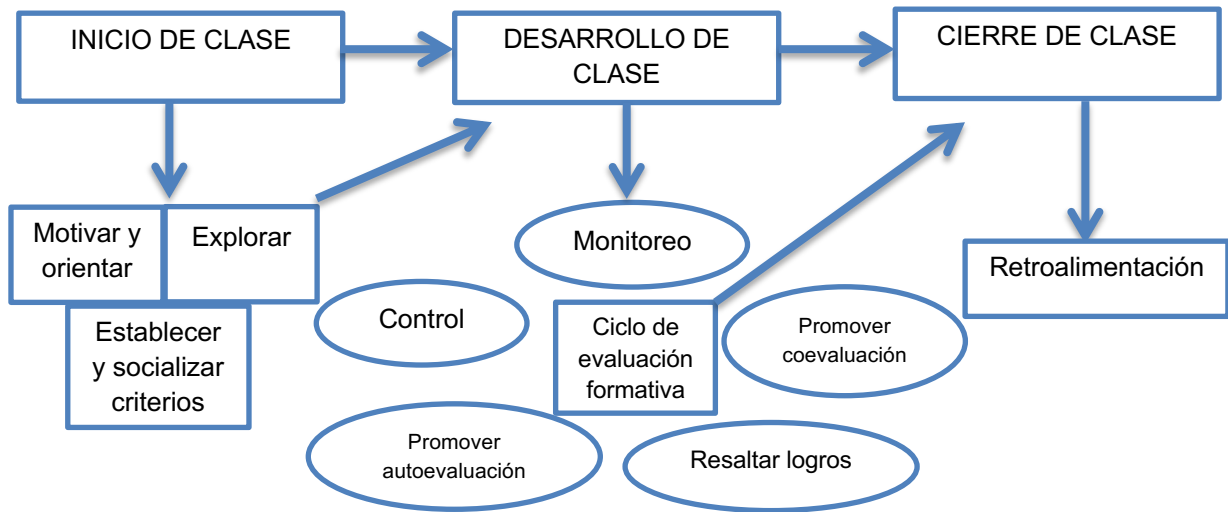 INICIO DE CLASE
DESARROLLO DE
CLASE
CIERRE DE CLASE
Motivar y
orientar
Explorar
Establecer
y socializar
criterios
Monitoreo
Control
Ciclo de
evaluación
formativa
Promover
coevaluación
Promover
autoevaluación
Resaltar logros
Retroalimentación